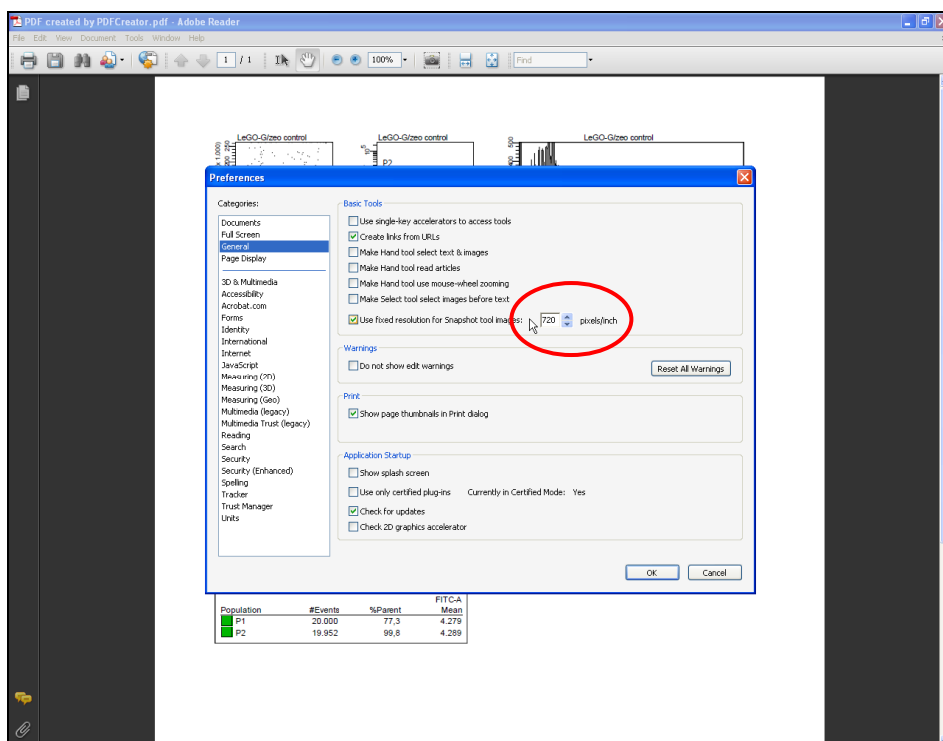 PDF created by PDFCreator.pdf - Adobe Reader
File Edit View Document Tools Window Help
1 / 1 100% Find
LeGO-G/zeo control LeGO-G/zeo control LeGO-G/zeo control
x 1.000) 200 250 10^5 P2 400 500
Preferences
Categories:
Documents
Full Screen
General
Page Display
3D & Multimedia
Accessibility
Acrobat.com
Forms
Identity
International
Internet
JavaScript
Measuring (2D)
Measuring (3D)
Measuring (Geo)
Multimedia (legacy)
Multimedia Trust (legacy)
Reading
Search
Security
Security (Enhanced)
Spelling
Tracker
Trust Manager
Units
Basic Tools
Use single-key accelerators to access tools
Create links from URLs
Make Hand tool select text & images
Make Hand tool read articles
Make Hand tool use mouse-wheel zooming
Make Select tool select images before text
Use fixed resolution for Snapshot tool images: 720 pixels/inch
Warnings
Do not show edit warnings Reset All Warnings
Print
Show page thumbnails in Print dialog
Application Startup
Show splash screen
Use only certified plug-ins Currently in Certified Mode: Yes
Check for updates
Check 2D graphics accelerator
OK Cancel
FITC-A
Population #Events %Parent Mean
P1 20.000 77,3 4.279
P2 19.952 99,8 4.289